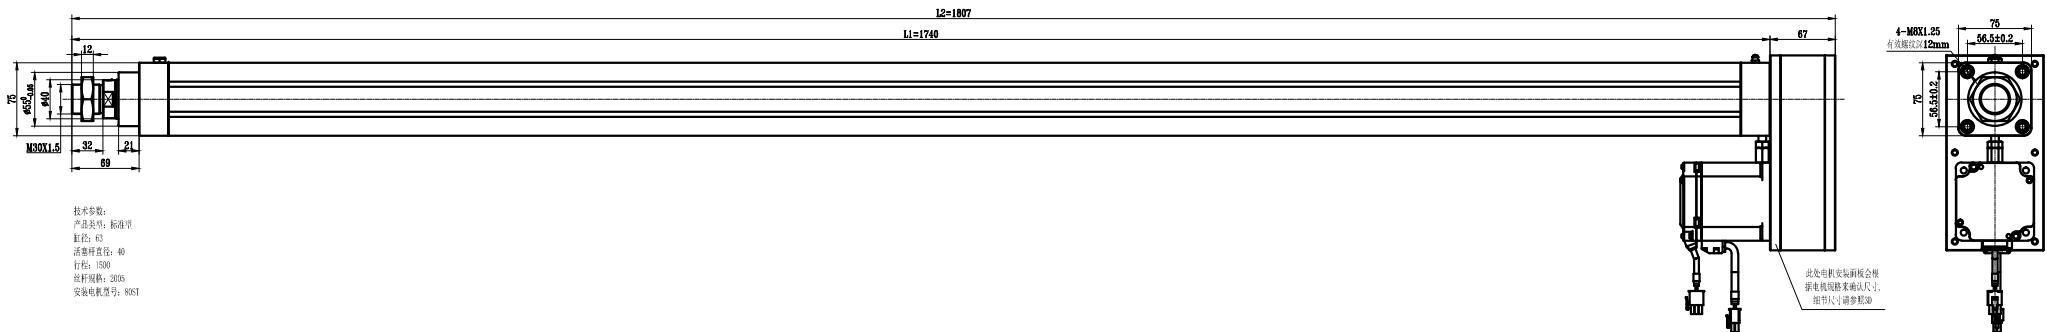 L2=1807
L1=1740
67
12
75
ø55 0 -0.05
ø40
M30X1.5
32
21
69
技术参数:
产品类型: 标准型
缸径: 63
活塞杆直径: 40
行程: 1500
丝杆规格: 2005
安装电机型号: 80ST
此处电机安装面板会根
据电机规格来确认尺寸,
细节尺寸请参照3D
4-M8X1.25
有效螺纹深12mm
75
56.5±0.2
75
56.5±0.2